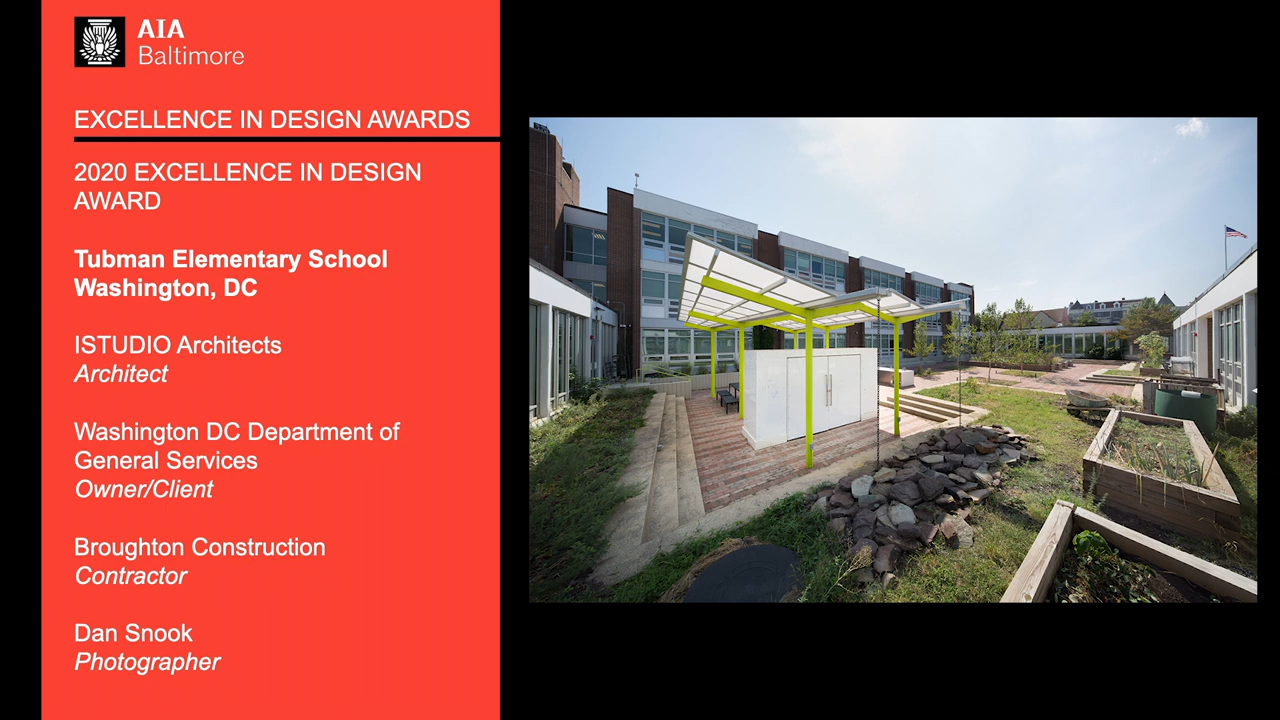 AIA
Baltimore
EXCELLENCE IN DESIGN AWARDS
2020 EXCELLENCE IN DESIGN
AWARD
Tubman Elementary School
Washington, DC
ISTUDIO Architects
Architect
Washington DC Department of
General Services
Owner/Client
Broughton Construction
Contractor
Dan Snook
Photographer